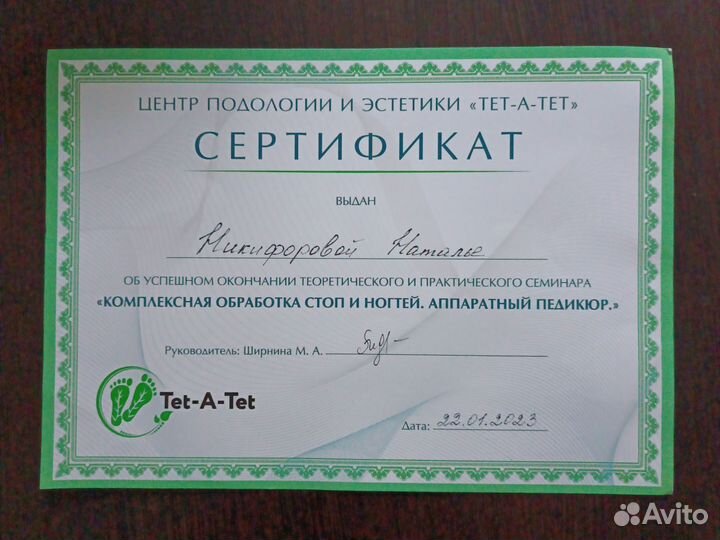 ЦЕНТР ПОДОЛОГИИ И ЭСТЕТИКИ «ТЕТ-А-ТЕТ»
СЕРТИФИКАТ
ВЫДАН
Никифоровой Наталье
ОБ УСПЕШНОМ ОКОНЧАНИИ ТЕОРЕТИЧЕСКОГО И ПРАКТИЧЕСКОГО СЕМИНАРА
«КОМПЛЕКСНАЯ ОБРАБОТКА СТОП И НОГТЕЙ. АППАРАТНЫЙ ПЕДИКЮР.»
Руководитель: Ширнина М. А.
Tet-A-Tet
Дата: 22.01.2023
Avito